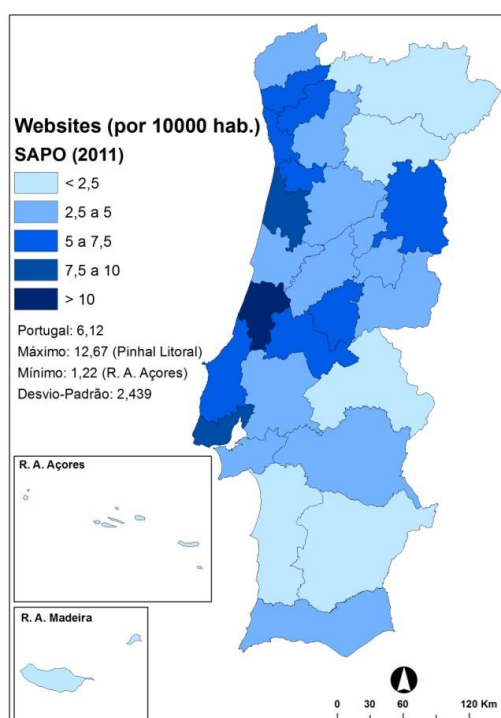 Websites (por 10000 hab.)
SAPO (2011)
< 2,5
2,5 a 5
5 a 7,5
7,5 a 10
> 10
Portugal: 6,12
Máximo: 12,67 (Pinhal Litoral)
Mínimo: 1,22 (R. A. Açores)
Desvio-Padrão: 2,439
R. A. Açores
R. A. Madeira
0 30 60 120 Km